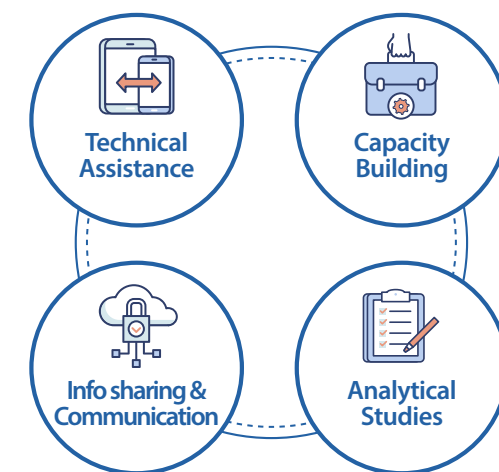 Technical
Assistance
Capacity
Building
Info sharing &
Communication
Analytical
Studies